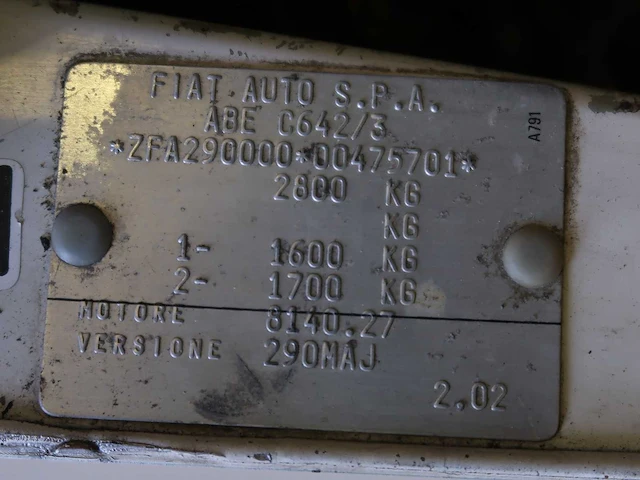 FIAT AUTO S.P.A.
ABE C642/3
A791
*ZFA290000*00475701*
2800 KG
KG
1- 1600 KG
2- 1700 KG
MOTORE 8140.27
VERSIONE 290MAJ
2.02